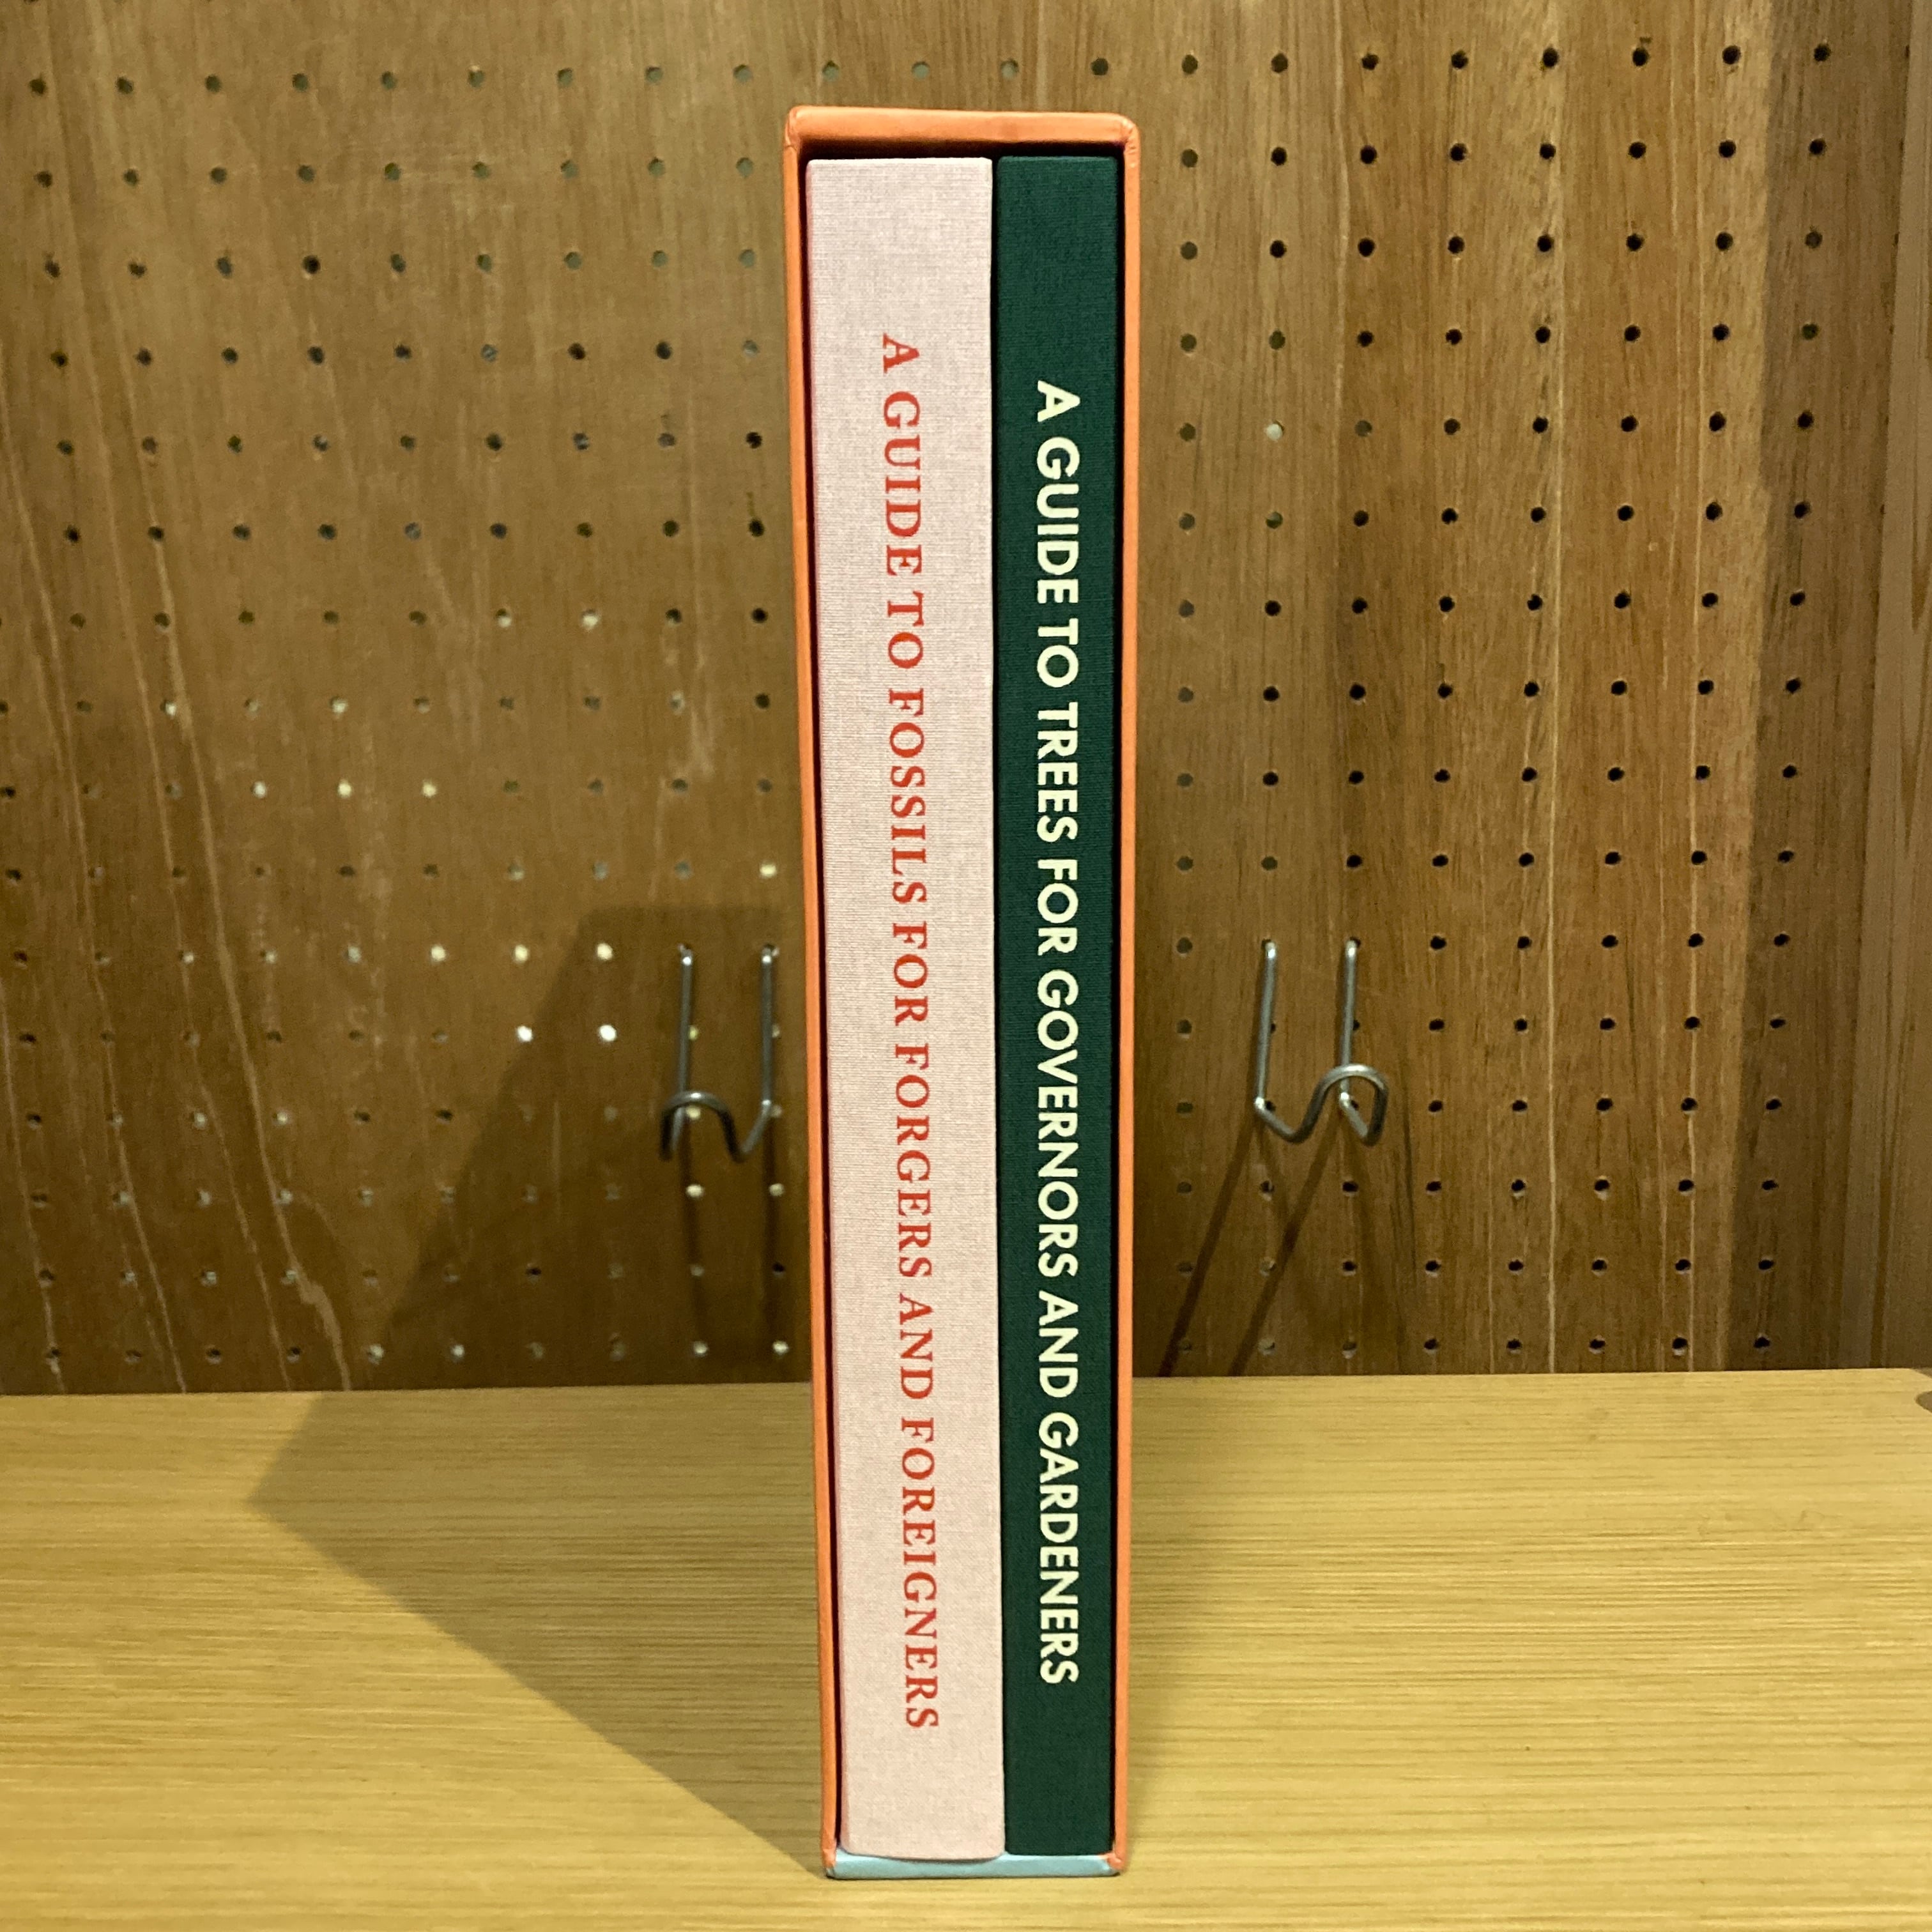 A GUIDE TO FOSSILS FOR FORGERS AND FOREIGNERS
A GUIDE TO TREES FOR GOVERNORS AND GARDENERS